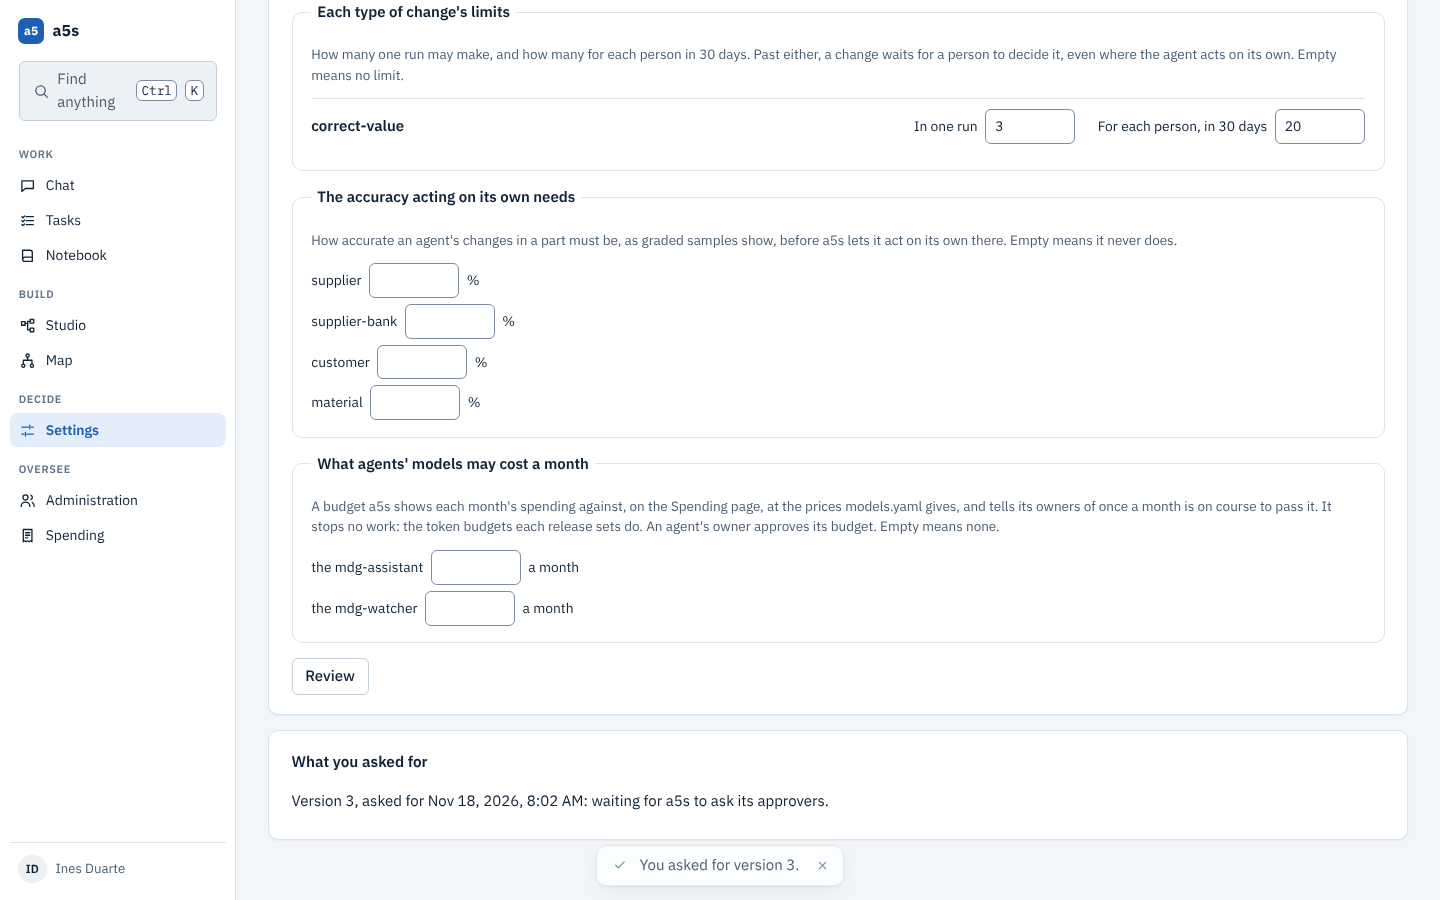 a5 a5s
Find anything Ctrl K
WORK
Chat
Tasks
Notebook
BUILD
Studio
Map
DECIDE
Settings
OVERSEE
Administration
Spending
ID Ines Duarte
Each type of change's limits
How many one run may make, and how many for each person in 30 days. Past either, a change waits for a person to decide it, even where the agent acts on its own. Empty
means no limit.
correct-value In one run 3 For each person, in 30 days 20
The accuracy acting on its own needs
How accurate an agent's changes in a part must be, as graded samples show, before a5s lets it act on its own there. Empty means it never does.
supplier %
supplier-bank %
customer %
material %
What agents' models may cost a month
A budget a5s shows each month's spending against, on the Spending page, at the prices models.yaml gives, and tells its owners of once a month is on course to pass it. It
stops no work: the token budgets each release sets do. An agent's owner approves its budget. Empty means none.
the mdg-assistant a month
the mdg-watcher a month
Review
What you asked for
Version 3, asked for Nov 18, 2026, 8:02 AM: waiting for a5s to ask its approvers.
You asked for version 3.